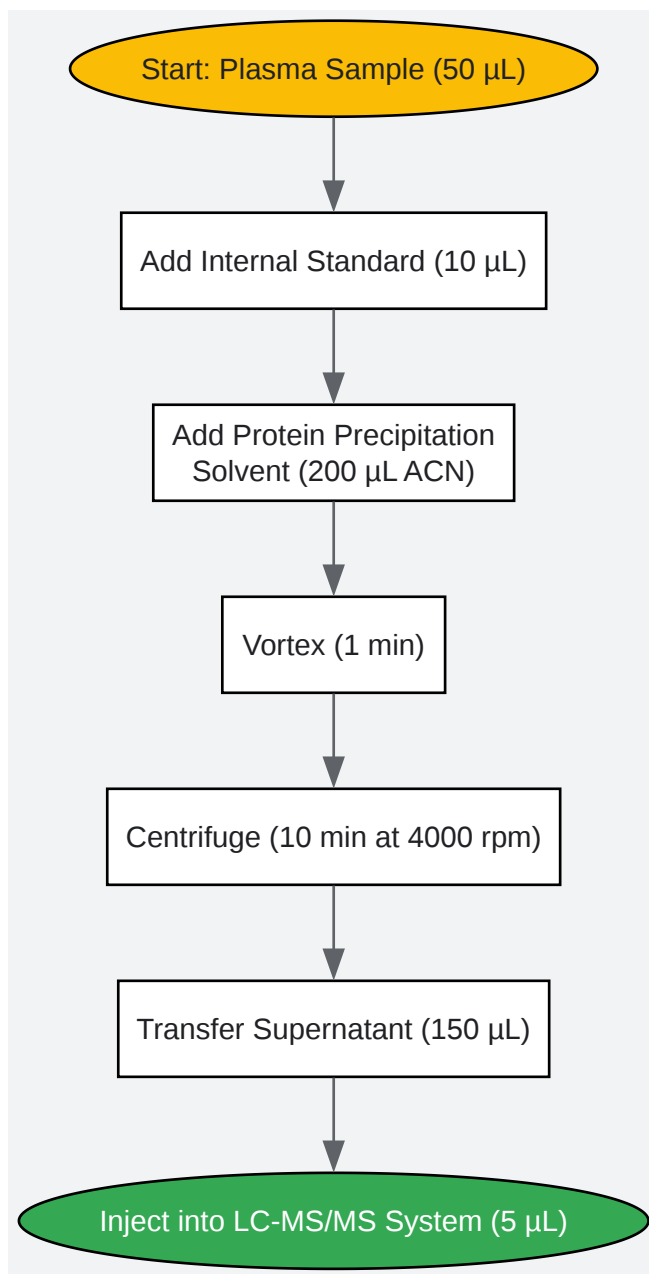 Start: Plasma Sample (50 µL)
Add Internal Standard (10 µL)
Add Protein Precipitation
Solvent (200 µL ACN)
Vortex (1 min)
Centrifuge (10 min at 4000 rpm)
Transfer Supernatant (150 µL)
Inject into LC-MS/MS System (5 µL)